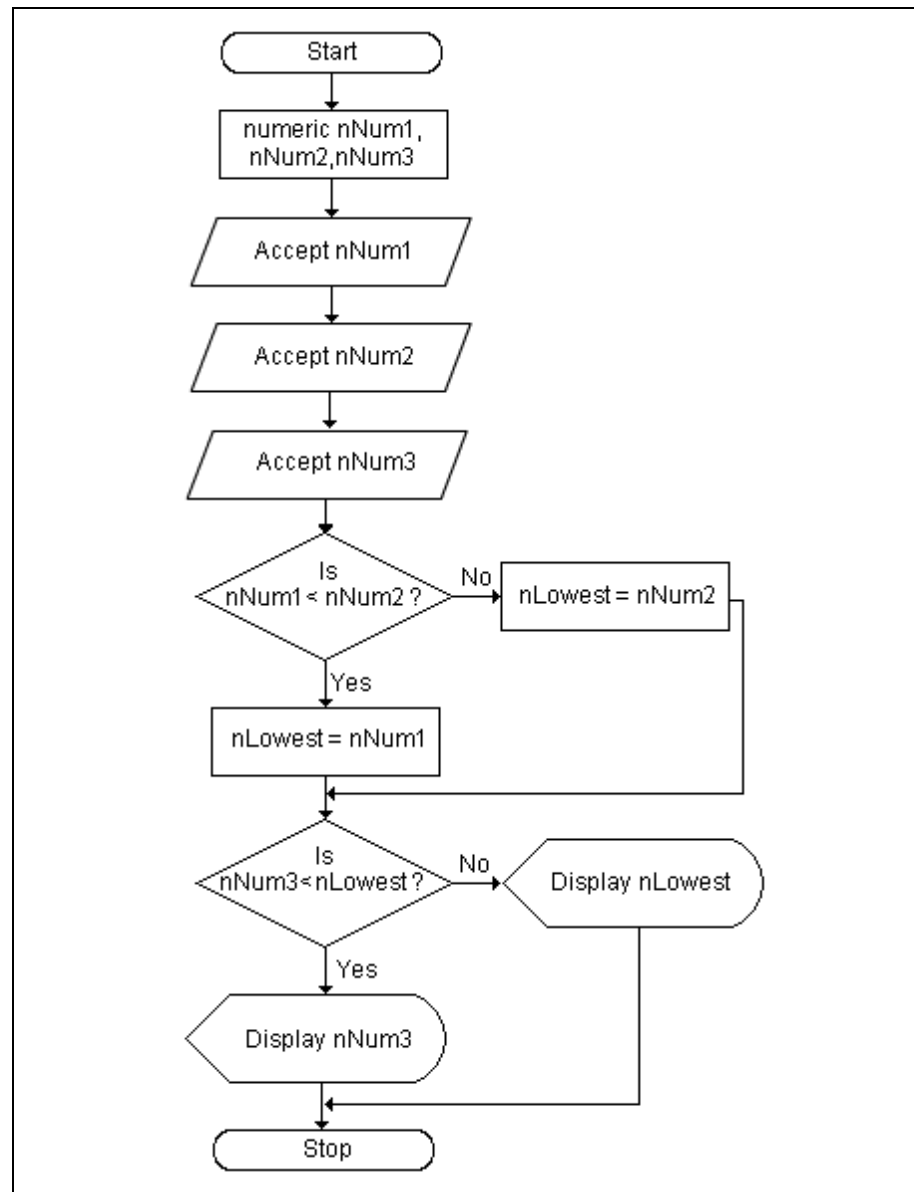 Start
numeric nNum1,
nNum2,nNum3
Accept nNum1
Accept nNum2
Accept nNum3
Is
nNum1 < nNum2 ?
No
nLowest = nNum2
Yes
nLowest = nNum1
Is
nNum3<nLowest ?
No
Display nLowest
Yes
Display nNum3
Stop